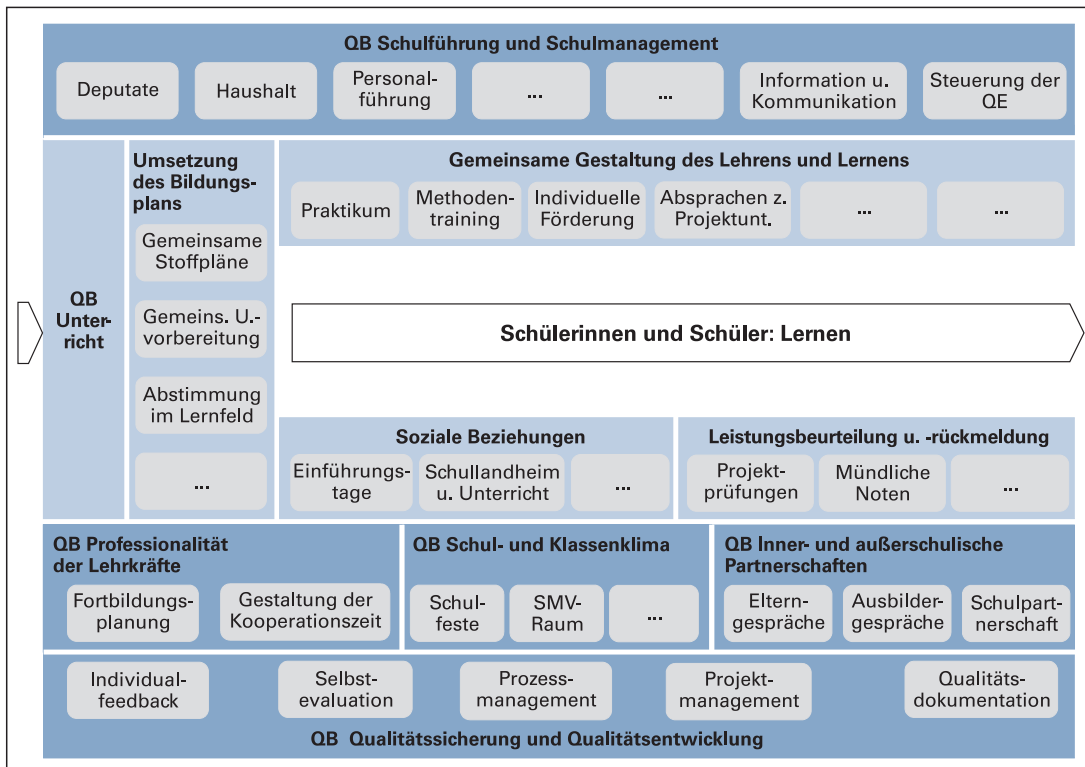 QB Schulführung und Schulmanagement
Deputate
Haushalt
Personal-
führung
...
...
Information u.
Kommunikation
Steuerung der
QE
QB
Unter-
richt
Umsetzung
des Bildungs-
plans
Gemeinsame
Stoffpläne
Gemeins. U.-
vorbereitung
Abstimmung
im Lernfeld
...
Gemeinsame Gestaltung des Lehrens und Lernens
Praktikum
Methoden-
training
Individuelle
Förderung
Absprachen z.
Projektunt.
...
...
Schülerinnen und Schüler: Lernen
Soziale Beziehungen
Einführungs-
tage
Schullandheim
u. Unterricht
...
Leistungsbeurteilung u. -rückmeldung
Projekt-
prüfungen
Mündliche
Noten
...
QB Professionalität
der Lehrkräfte
Fortbildungs-
planung
Gestaltung der
Kooperationszeit
QB Schul- und Klassenklima
Schul-
feste
SMV-
Raum
...
QB Inner- und außerschulische
Partnerschaften
Eltern-
gespräche
Ausbilder-
gespräche
Schulpart-
nerschaft
Individual-
feedback
Selbst-
evaluation
Prozess-
management
Projekt-
management
Qualitäts-
dokumentation
QB Qualitätssicherung und Qualitätsentwicklung